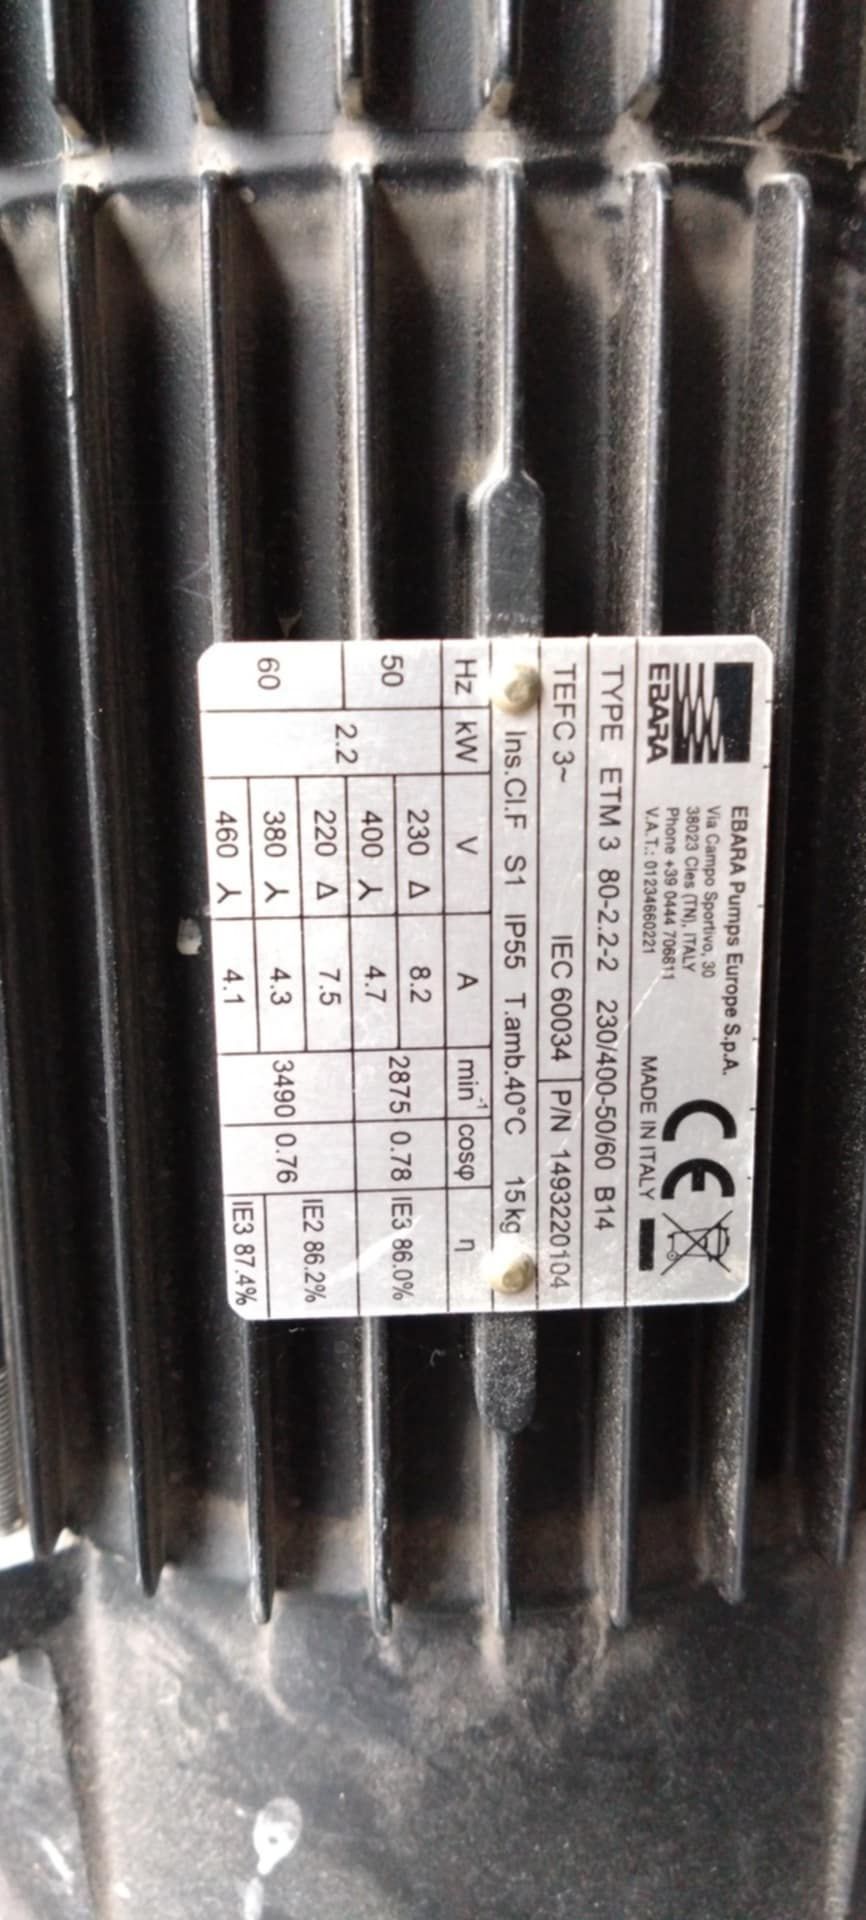 EBARA
EBARA Pumps Europe S.p.A.
Via Campo Sportivo, 30
38023 Cles (TN), ITALY
Phone +39 0444 706811
V.A.T.: 01234660221
CE
MADE IN ITALY
TYPE ETM 3 80-2.2-2 230/400-50/60 B14
TEFC 3~ IEC 60034 P/N 1493220104
Ins.Cl.F S1 IP55 T.amb.40°C 15kg
Hz kW V A min⁻¹ cosφ η
50 2.2 230 Δ 8.2 2875 0.78 IE3 86.0%
400 ⅄ 4.7
60 220 Δ 7.5 3490 0.76 IE2 86.2%
380 ⅄ 4.3
460 ⅄ 4.1 IE3 87.4%